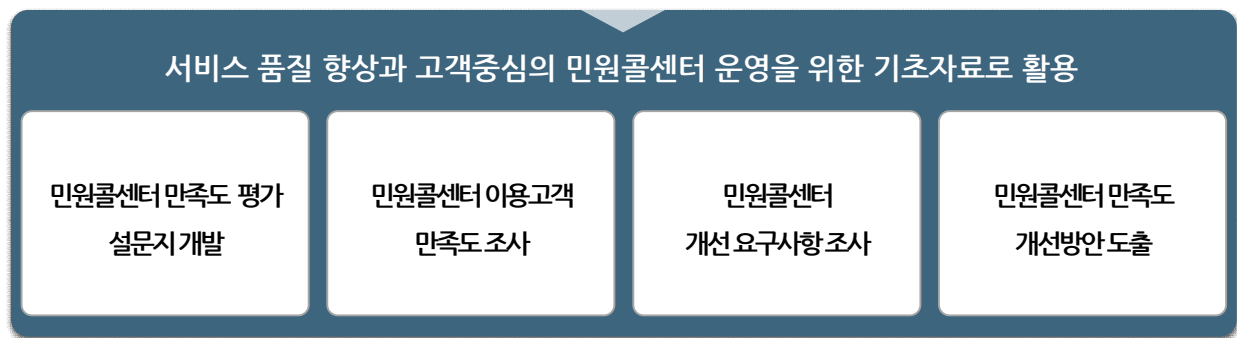 서비스 품질 향상과 고객중심의 민원콜센터 운영을 위한 기초자료로 활용
민원콜센터 만족도 평가
설문지 개발
민원콜센터 이용고객
만족도 조사
민원콜센터
개선 요구사항 조사
민원콜센터 만족도
개선방안 도출